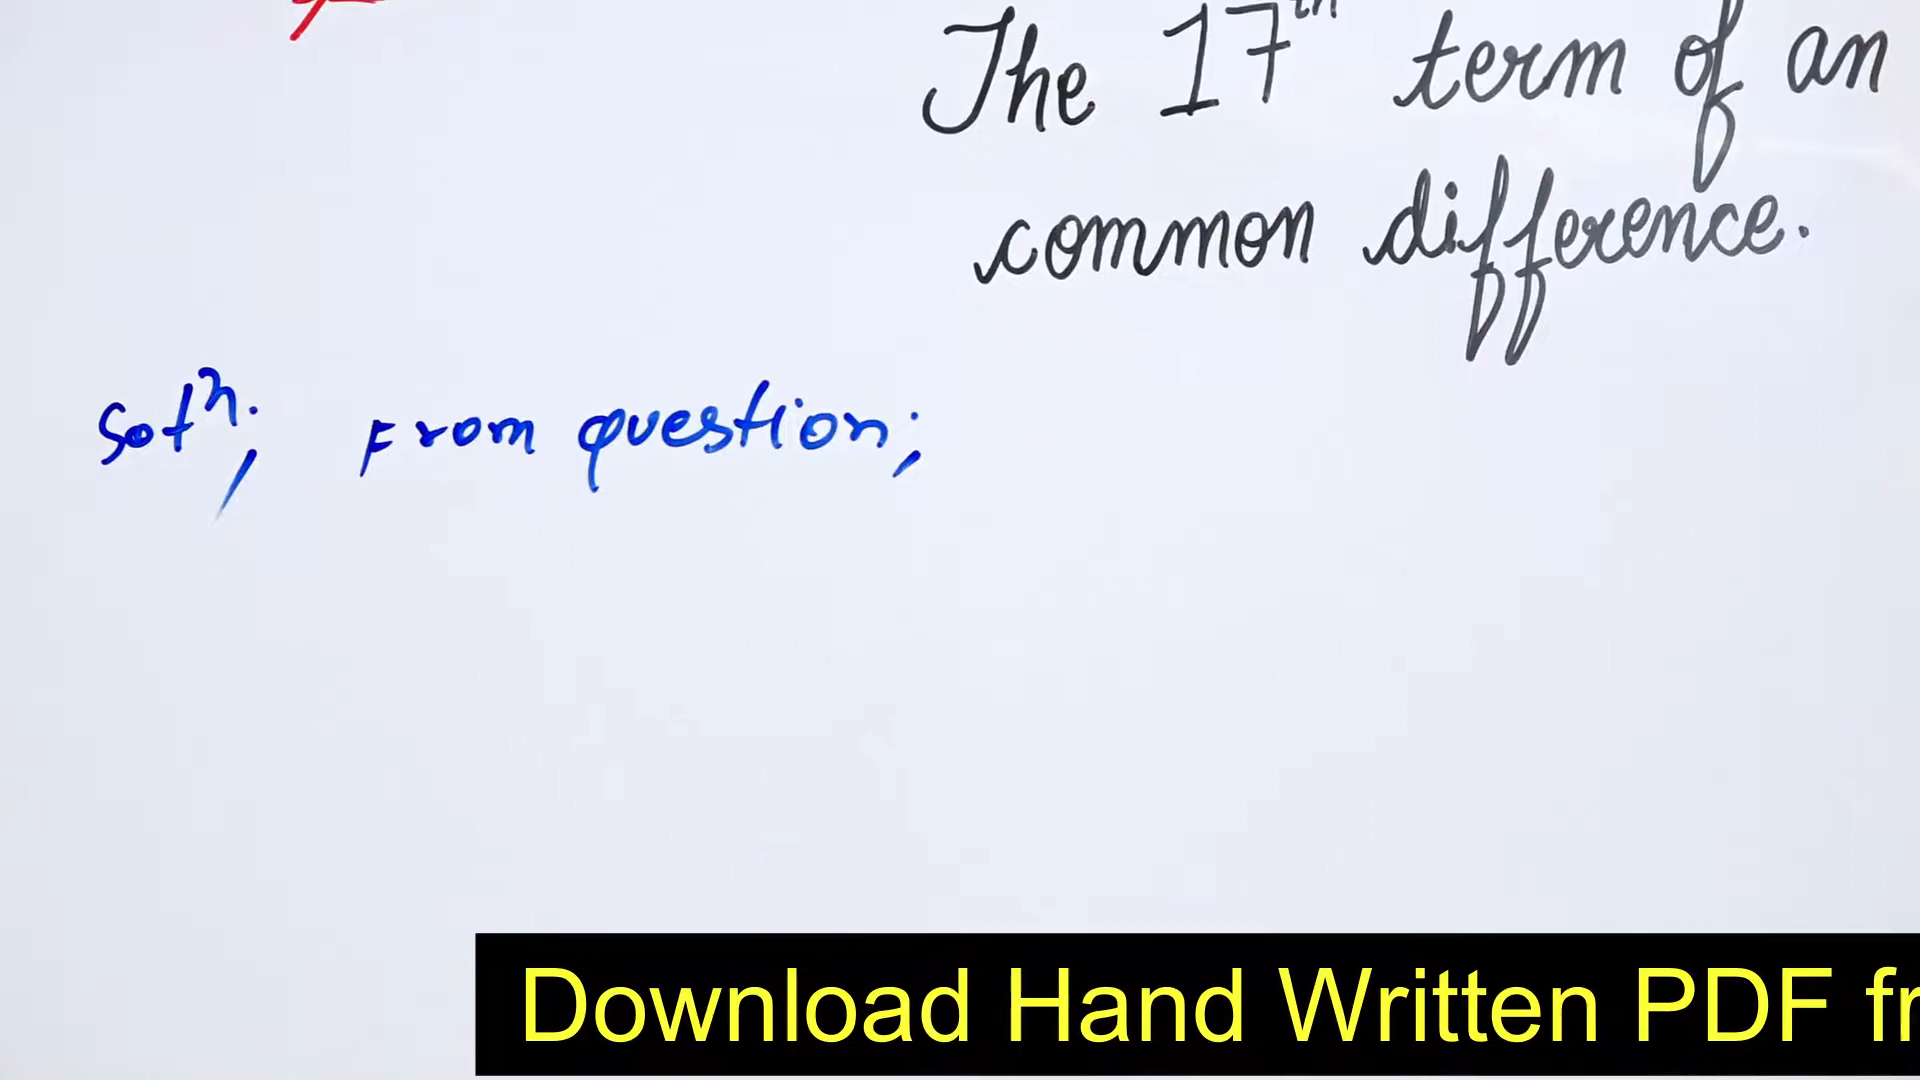 The 17th term of an
common difference.
Solⁿ.; From question;
Download Hand Written PDF fr